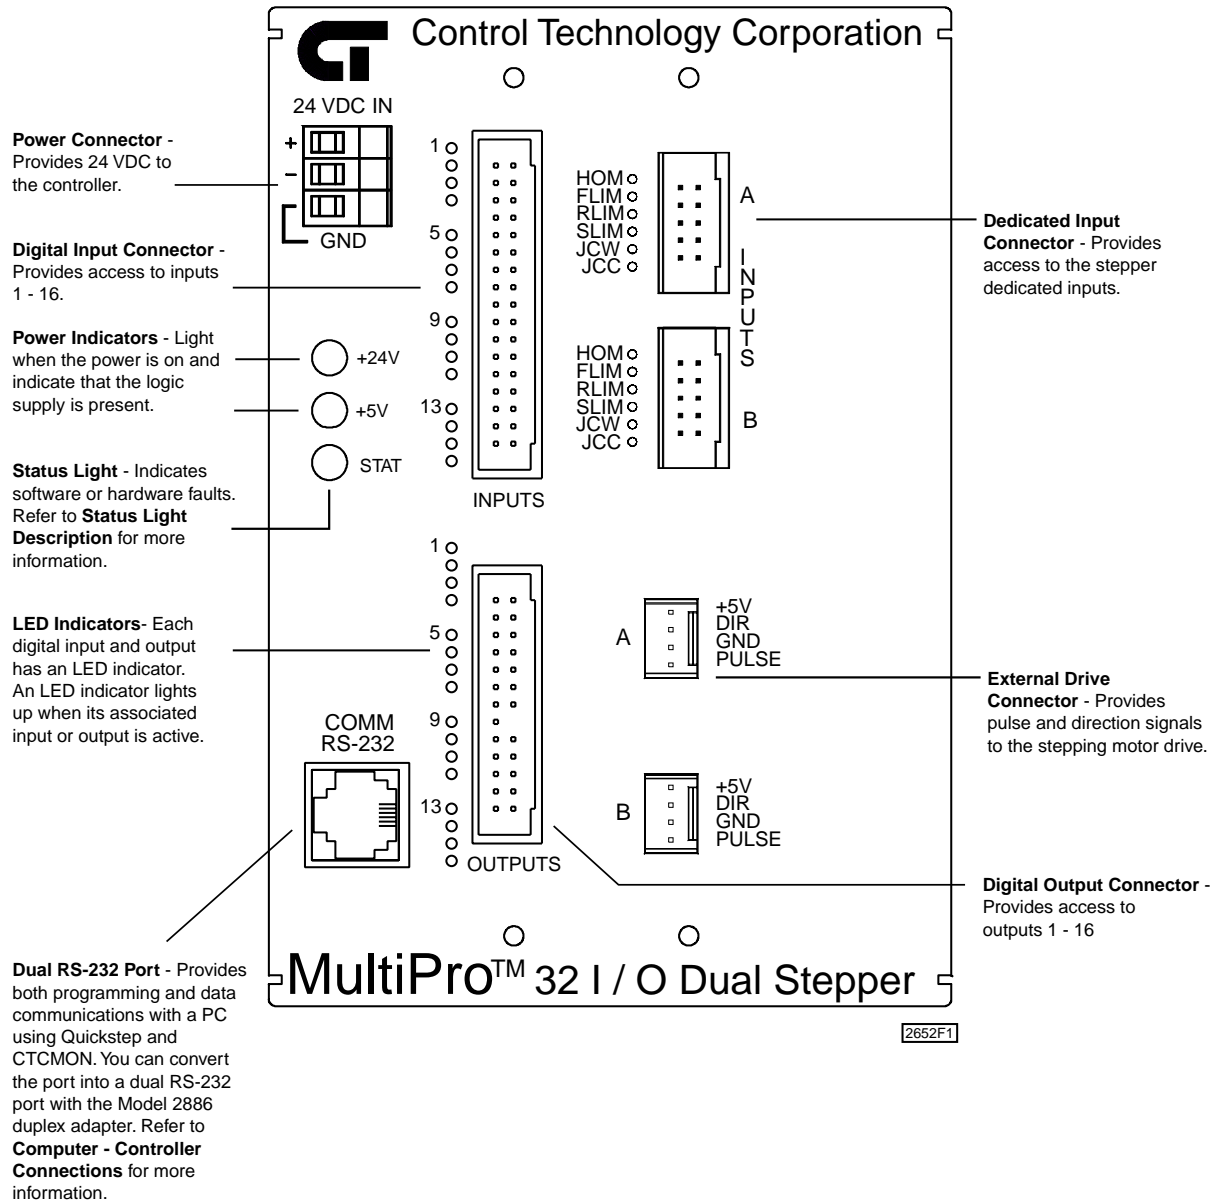 Control Technology Corporation
24 VDC IN
+
−
GND
Power Connector -
Provides 24 VDC to
the controller.
Digital Input Connector -
Provides access to inputs
1 - 16.
Power Indicators - Light
when the power is on and
indicate that the logic
supply is present.
Status Light - Indicates
software or hardware faults.
Refer to Status Light
Description for more
information.
LED Indicators- Each
digital input and output
has an LED indicator.
An LED indicator lights
up when its associated
input or output is active.
Dual RS-232 Port - Provides
both programming and data
communications with a PC
using Quickstep and
CTCMON. You can convert
the port into a dual RS-232
port with the Model 2886
duplex adapter. Refer to
Computer - Controller
Connections for more
information.
+24V
+5V
STAT
1
5
9
13
INPUTS
1
5
9
13
OUTPUTS
COMM
RS-232
HOM
FLIM
RLIM
SLIM
JCW
JCC
A
INPUTS
HOM
FLIM
RLIM
SLIM
JCW
JCC
B
A
+5V
DIR
GND
PULSE
B
+5V
DIR
GND
PULSE
Dedicated Input
Connector - Provides
access to the stepper
dedicated inputs.
External Drive
Connector - Provides
pulse and direction signals
to the stepping motor drive.
Digital Output Connector -
Provides access to
outputs 1 - 16
MultiPro™ 32 I / O Dual Stepper
2652F1